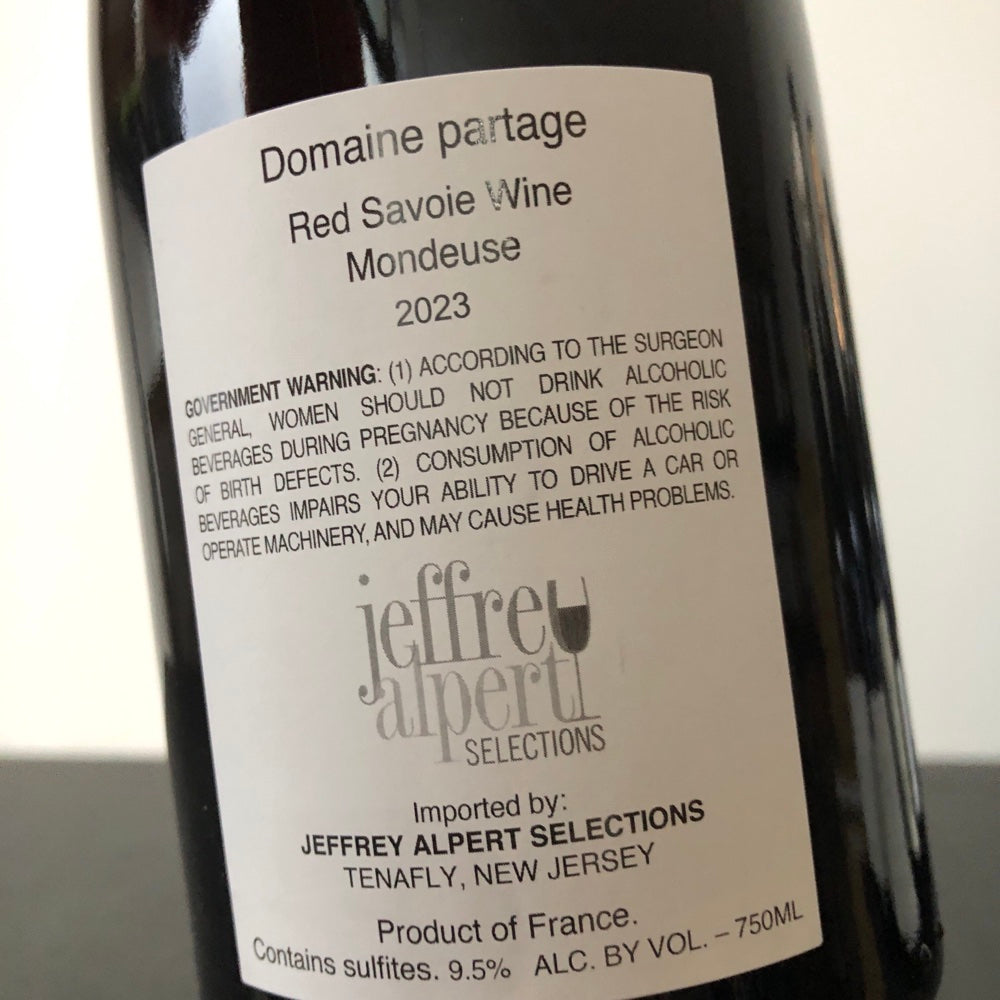 Domaine partage
Red Savoie Wine
Mondeuse
2023
GOVERNMENT WARNING: (1) ACCORDING TO THE SURGEON
GENERAL, WOMEN SHOULD NOT DRINK ALCOHOLIC
BEVERAGES DURING PREGNANCY BECAUSE OF THE RISK
OF BIRTH DEFECTS. (2) CONSUMPTION OF ALCOHOLIC
BEVERAGES IMPAIRS YOUR ABILITY TO DRIVE A CAR OR
OPERATE MACHINERY, AND MAY CAUSE HEALTH PROBLEMS.
jeffrey
alpert
SELECTIONS
Imported by:
JEFFREY ALPERT SELECTIONS
TENAFLY, NEW JERSEY
Product of France.
Contains sulfites. 9.5% ALC. BY VOL. – 750ML